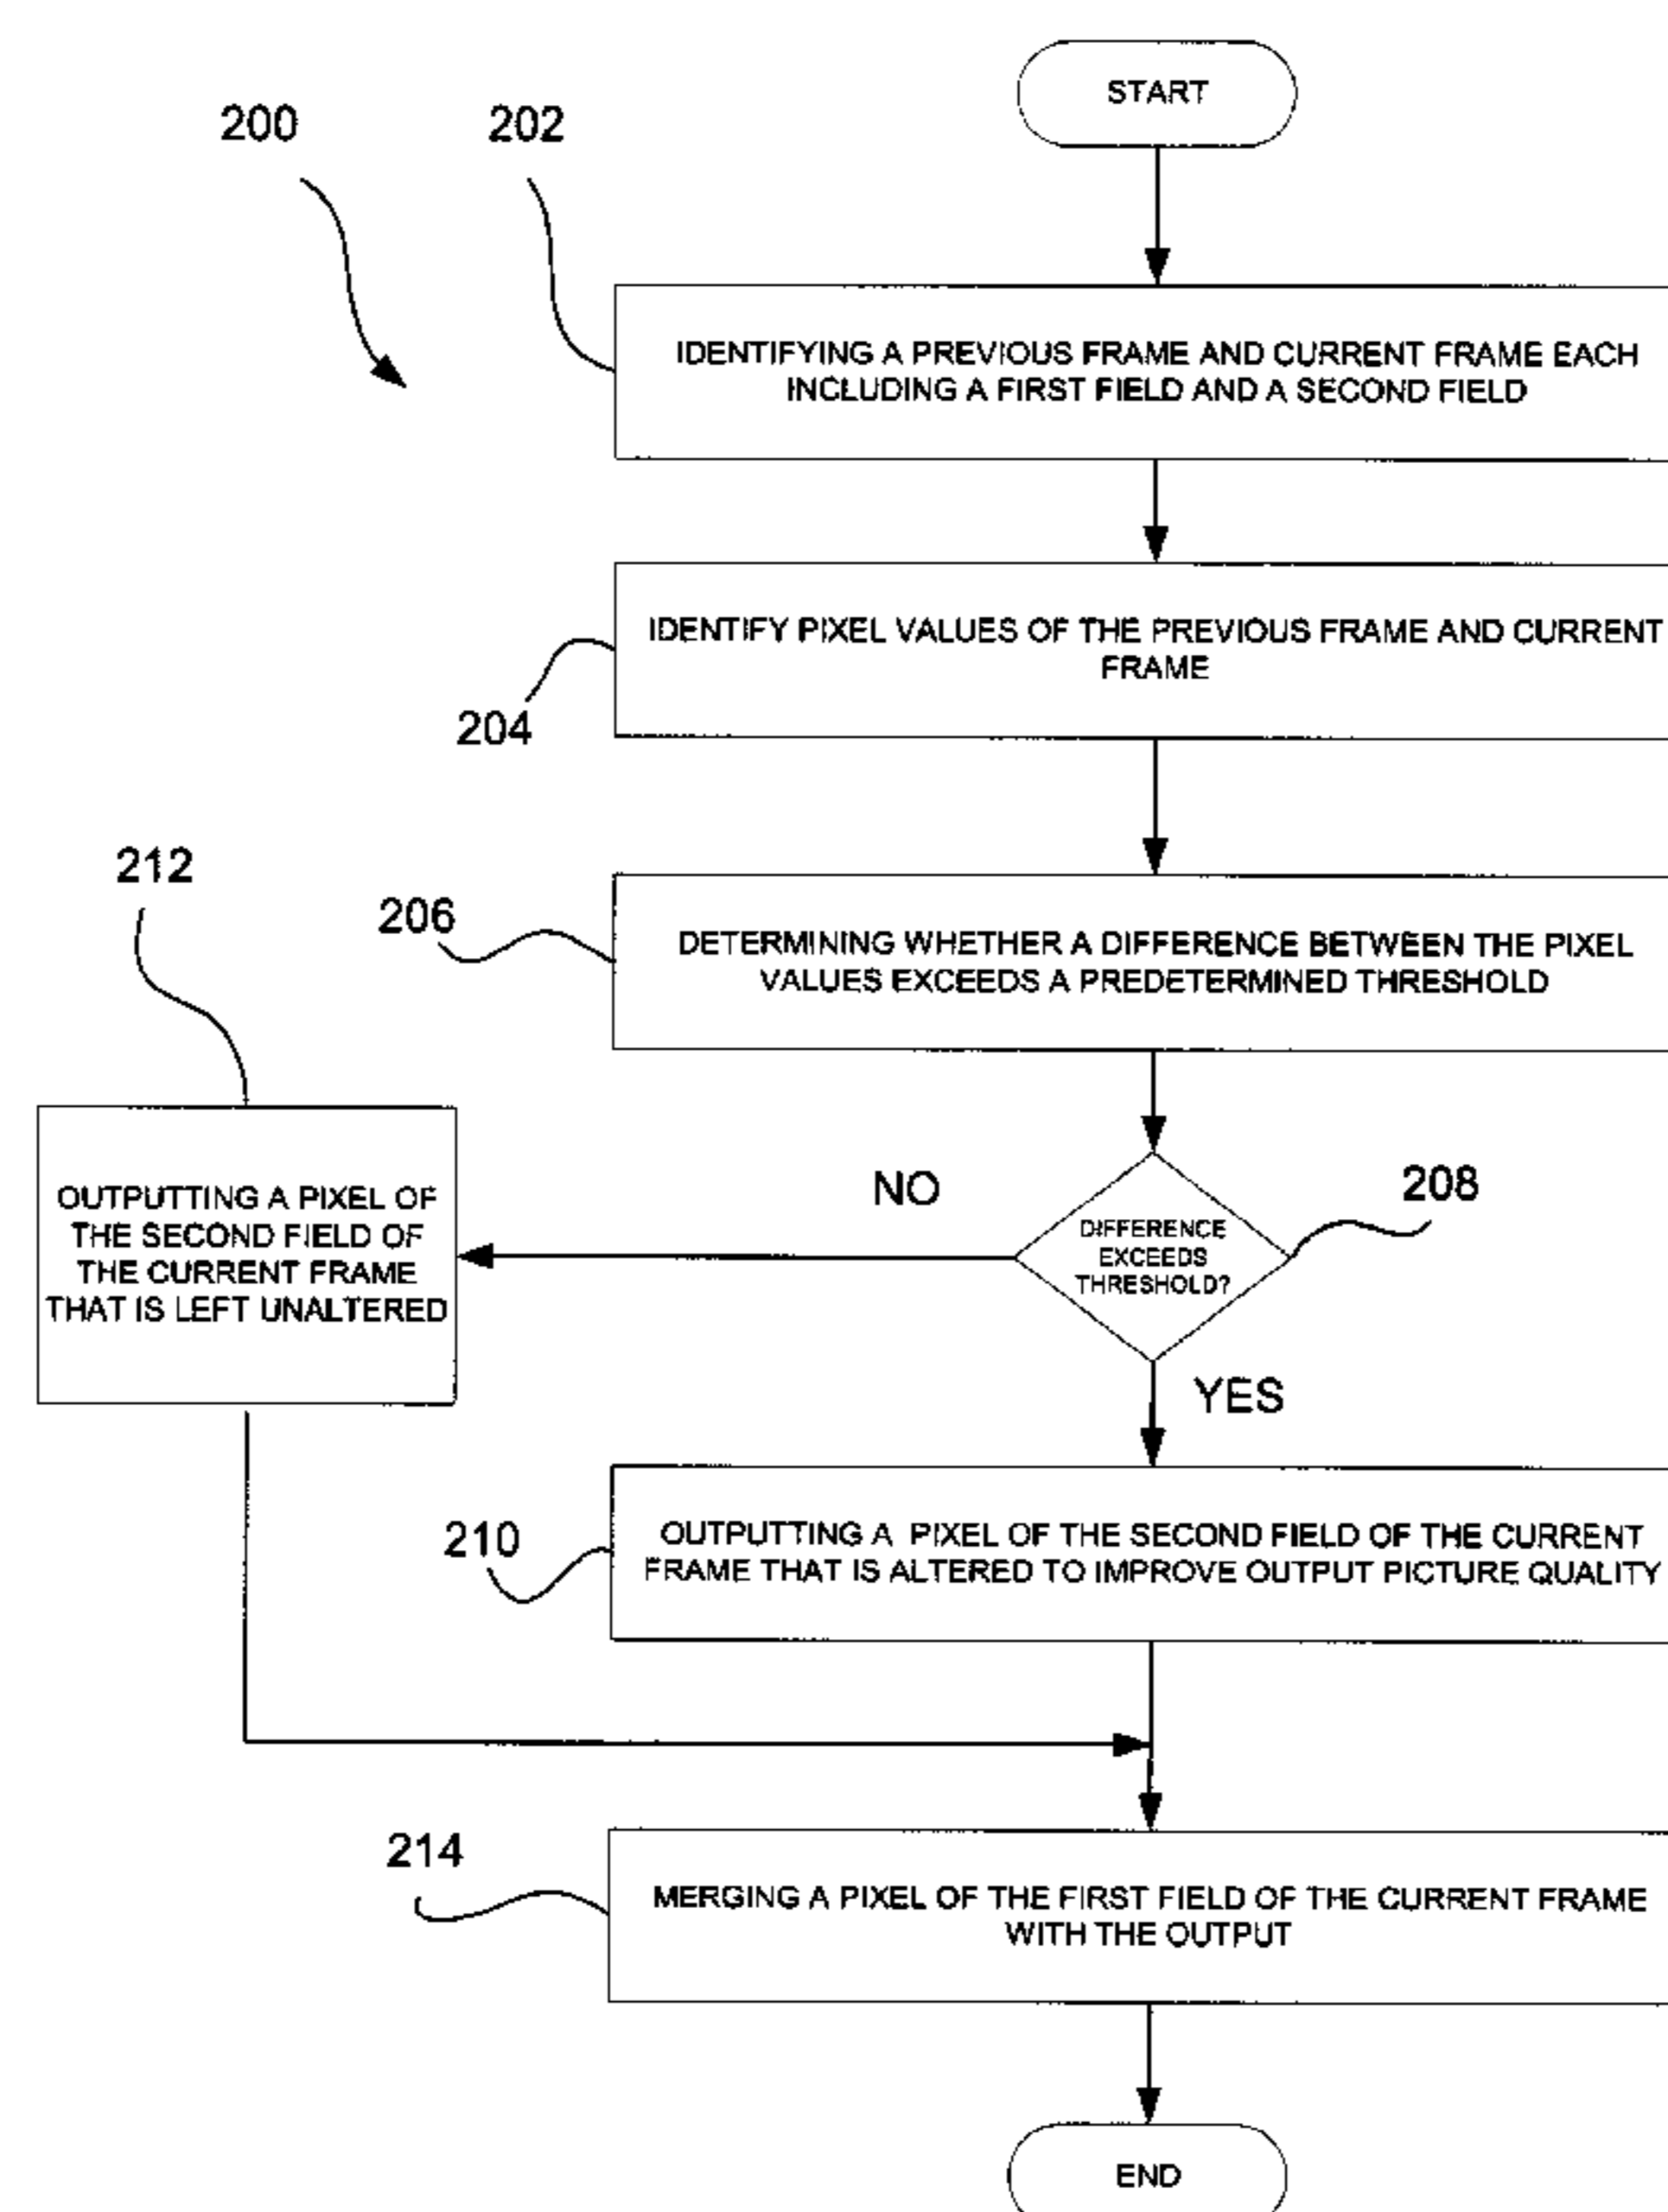 START
200
202
IDENTIFYING A PREVIOUS FRAME AND CURRENT FRAME EACH
INCLUDING A FIRST FIELD AND A SECOND FIELD
IDENTIFY PIXEL VALUES OF THE PREVIOUS FRAME AND CURRENT
FRAME
204
212
206
DETERMINING WHETHER A DIFFERENCE BETWEEN THE PIXEL
VALUES EXCEEDS A PREDETERMINED THRESHOLD
OUTPUTTING A PIXEL OF
THE SECOND FIELD OF
THE CURRENT FRAME
THAT IS LEFT UNALTERED
NO
DIFFERENCE
EXCEEDS
THRESHOLD?
208
YES
210
OUTPUTTING A PIXEL OF THE SECOND FIELD OF THE CURRENT
FRAME THAT IS ALTERED TO IMPROVE OUTPUT PICTURE QUALITY
214
MERGING A PIXEL OF THE FIRST FIELD OF THE CURRENT FRAME
WITH THE OUTPUT
END